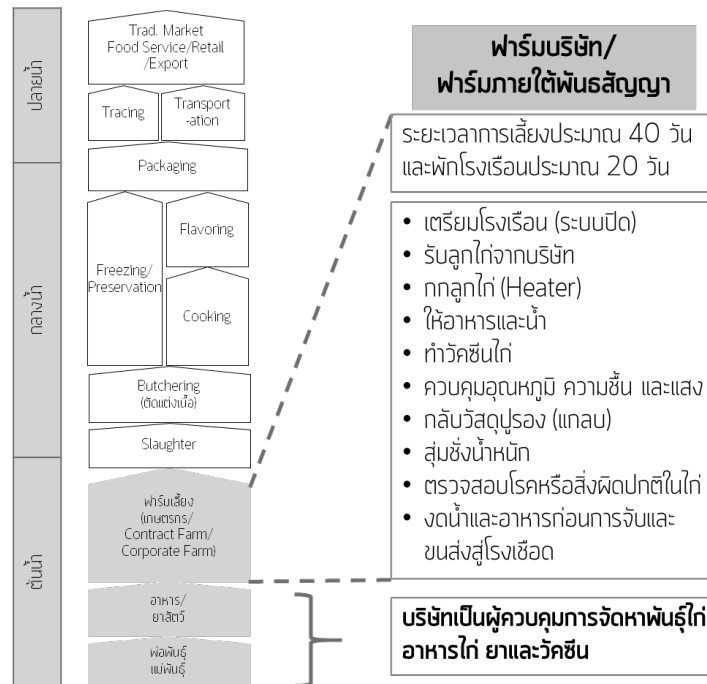 ปลายน้ำ
Trad. Market
Food Service/Retail
/Export
Tracing
Transport
-ation
Packaging
กลางน้ำ
Flavoring
Freezing/
Preservation
Cooking
Butchering
(ตัดแต่งเนื้อ)
Slaughter
ต้นน้ำ
ฟาร์มเลี้ยง
(เกษตรกร/
Contract Farm/
Corporate Farm)
อาหาร/
ยาสัตว์
พ่อพันธุ์
แม่พันธุ์
ฟาร์มบริษัท/
ฟาร์มภายใต้พันธสัญญา
ระยะเวลาการเลี้ยงประมาณ 40 วัน
และพักโรงเรือนประมาณ 20 วัน
• เตรียมโรงเรือน (ระบบปิด)
• รับลูกไก่จากบริษัท
• กกลูกไก่ (Heater)
• ให้อาหารและน้ำ
• ทำวัคซีนไก่
• ควบคุมอุณหภูมิ ความชื้น และแสง
• กลับวัสดุปูรอง (แกลบ)
• สุ่มชั่งน้ำหนัก
• ตรวจสอบโรคหรือสิ่งผิดปกติในไก่
• งดน้ำและอาหารก่อนการจับและ
ขนส่งสู่โรงเชือด
บริษัทเป็นผู้ควบคุมการจัดหาพันธุ์ไก่
อาหารไก่ ยาและวัคซีน